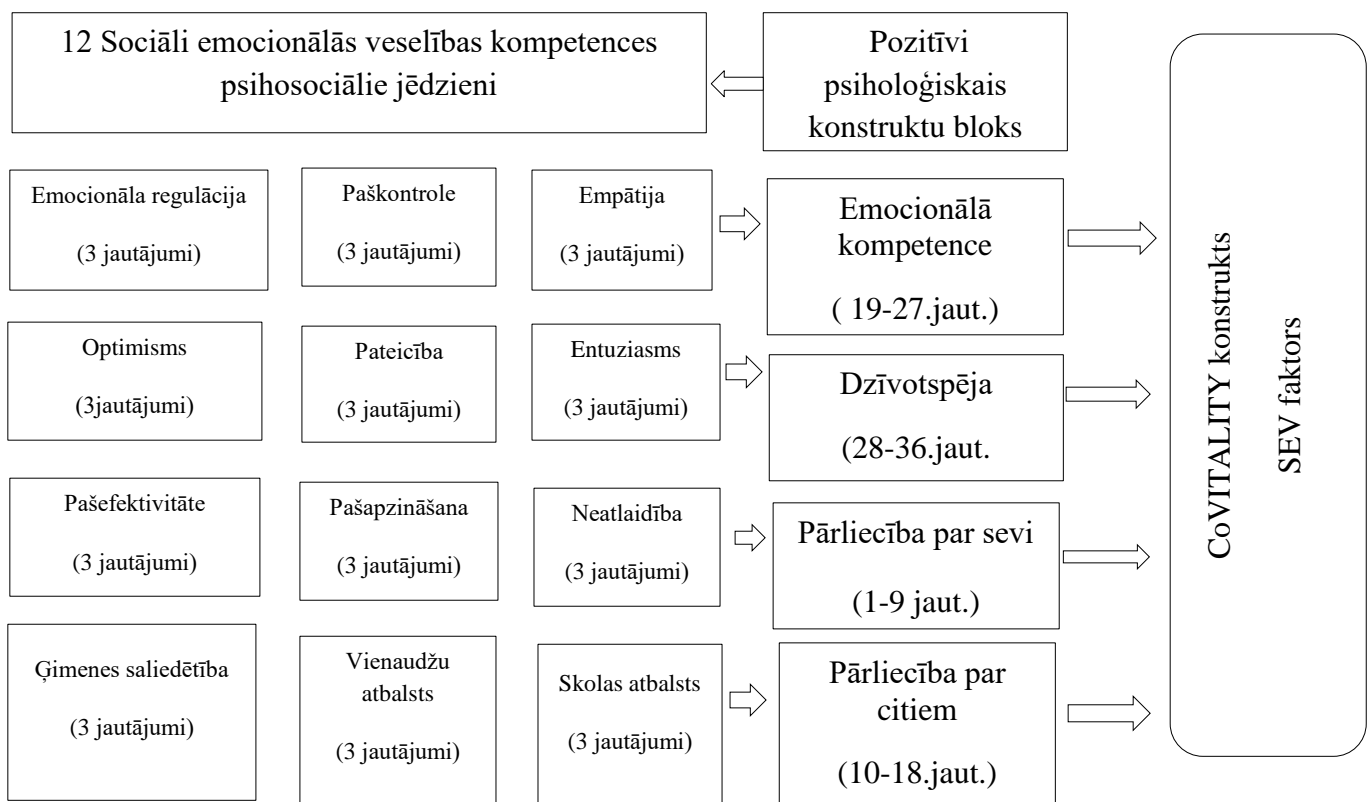 12 Sociāli emocionālās veselības kompetences
psihosociālie jēdzieni
Pozitīvi
psiholoģiskais
konstruktu bloks
Emocionāla regulācija
(3 jautājumi)
Paškontrole
(3 jautājumi)
Empātija
(3 jautājumi)
Emocionālā
kompetence
( 19-27.jaut.)
Optimisms
(3jautājumi)
Pateicība
(3 jautājumi)
Entuziasms
(3 jautājumi)
Dzīvotspēja
(28-36.jaut.
Pašefektivitāte
(3 jautājumi)
Pašapzināšana
(3 jautājumi)
Neatlaidība
(3 jautājumi)
Pārliecība par sevi
(1-9 jaut.)
Ģimenes saliedētība
(3 jautājumi)
Vienaudžu
atbalsts
(3 jautājumi)
Skolas atbalsts
(3 jautājumi)
Pārliecība par
citiem
(10-18.jaut.)
CoVITALITY konstrukts
SEV faktors